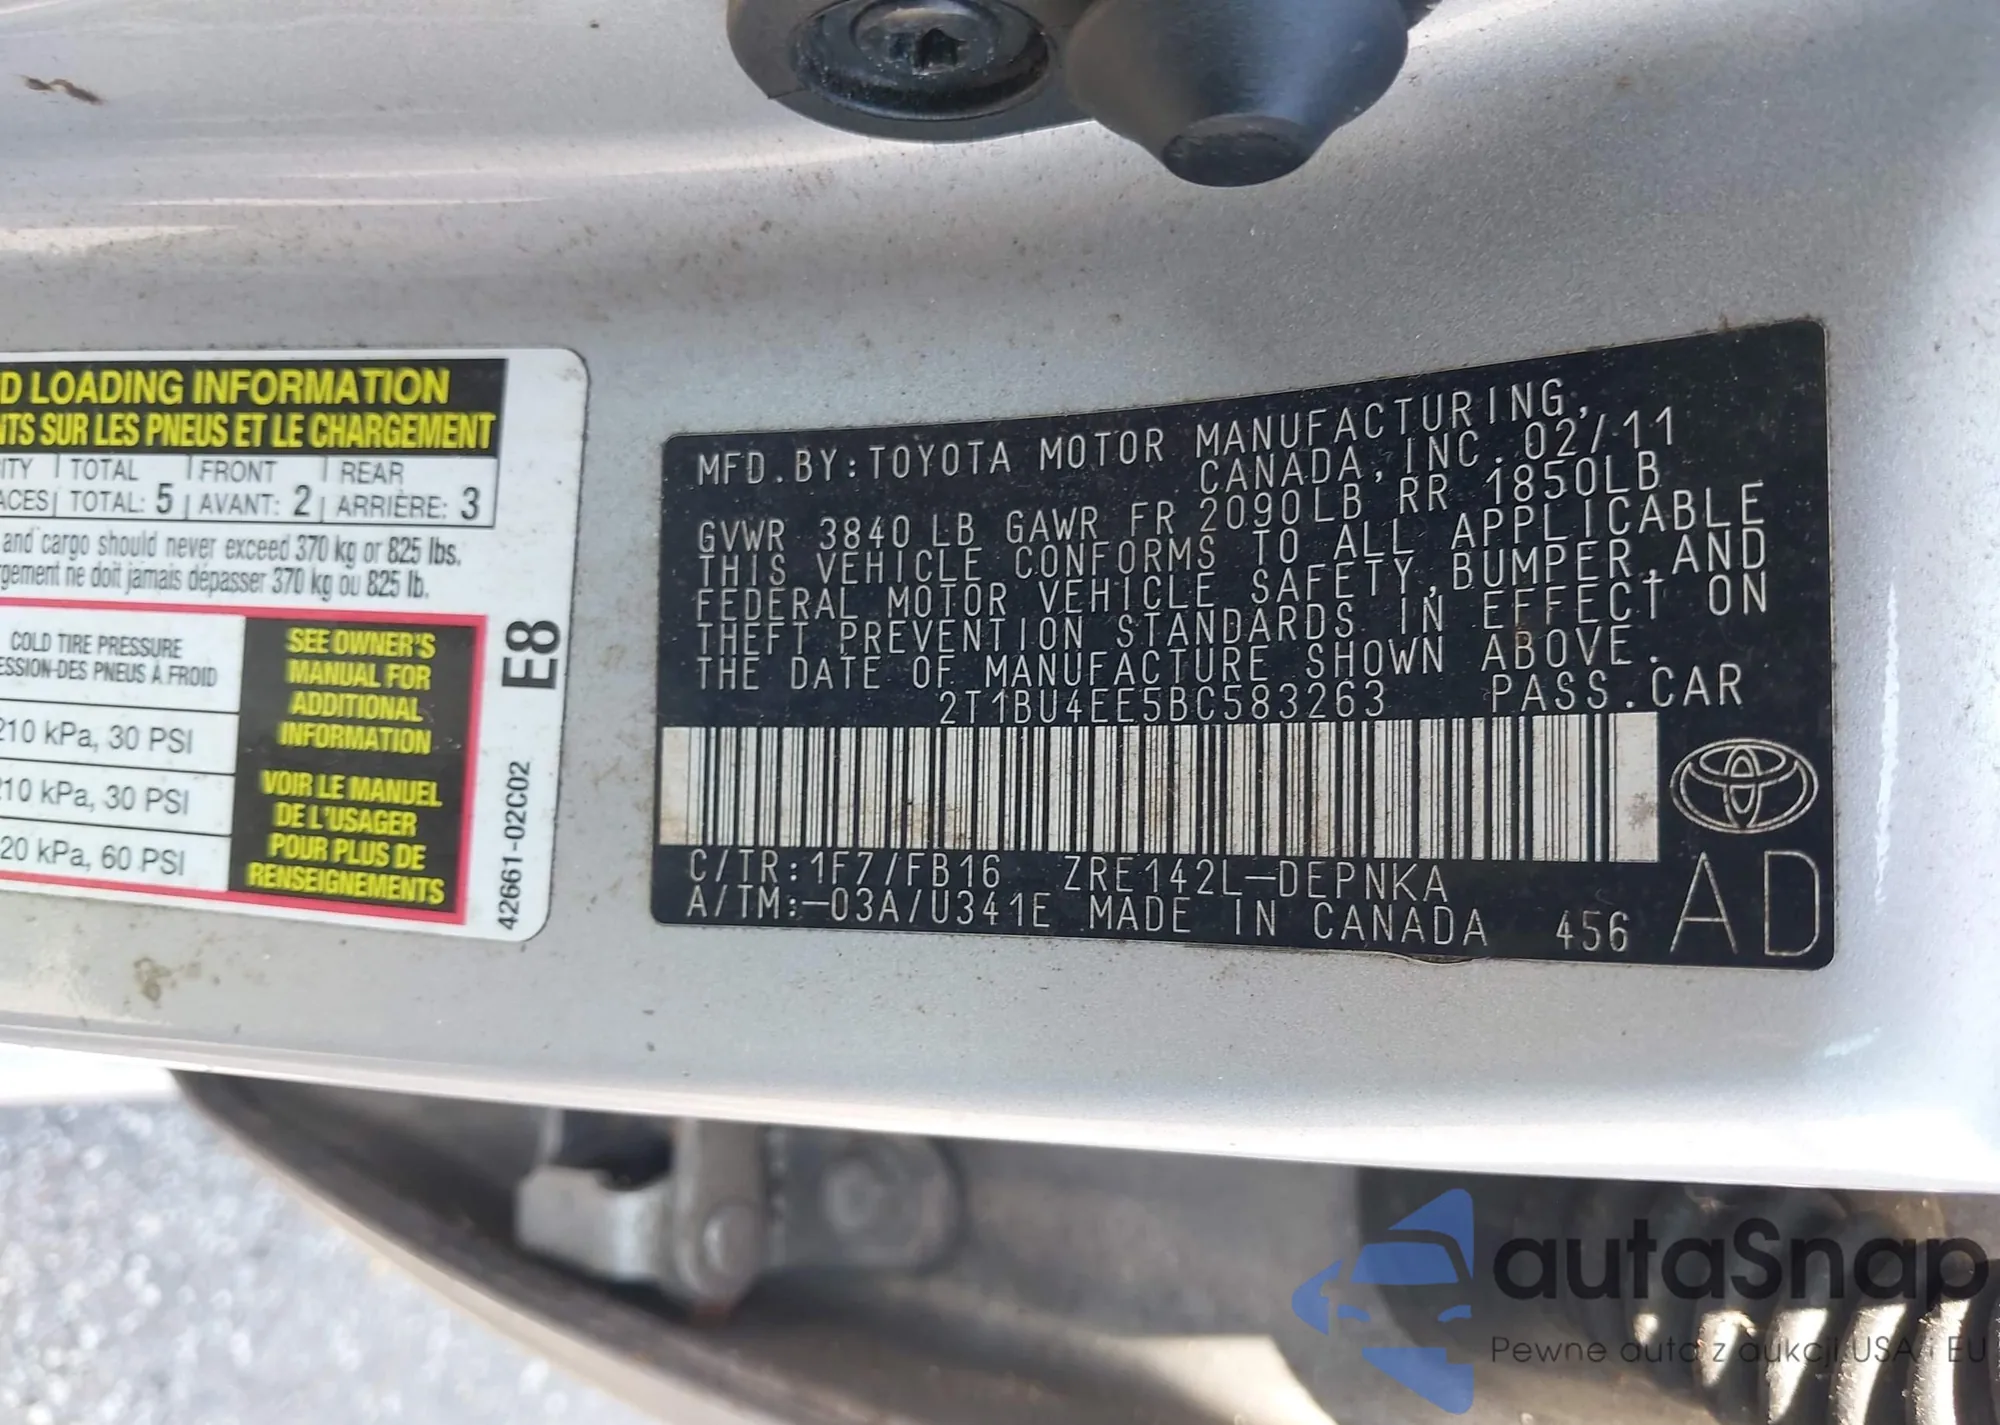 D LOADING INFORMATION
NTS SUR LES PNEUS ET LE CHARGEMENT
ITY | TOTAL | FRONT | REAR
ACES| TOTAL: 5 | AVANT: 2 | ARRIÈRE: 3
and cargo should never exceed 370 kg or 825 lbs.
rgement ne doit jamais dépasser 370 kg ou 825 lb.
COLD TIRE PRESSURE
ESSION-DES PNEUS À FROID
210 kPa, 30 PSI
210 kPa, 30 PSI
20 kPa, 60 PSI
SEE OWNER'S
MANUAL FOR
ADDITIONAL
INFORMATION
VOIR LE MANUEL
DE L'USAGER
POUR PLUS DE
RENSEIGNEMENTS
E8
42661-02C02
MFD.BY:TOYOTA MOTOR MANUFACTURING,
CANADA,INC.02/11
GVWR 3840 LB GAWR FR 2090LB RR 1850LB
THIS VEHICLE CONFORMS TO ALL APPLICABLE
FEDERAL MOTOR VEHICLE SAFETY,BUMPER,AND
THEFT PREVENTION STANDARDS IN EFFECT ON
THE DATE OF MANUFACTURE SHOWN ABOVE.
2T1BU4EE5BC583263 PASS.CAR
C/TR:1F7/FB16 ZRE142L-DEPNKA
A/TM:-03A/U341E MADE IN CANADA 456
AD
autaSnap
Pewne auta z aukcji USA i EU